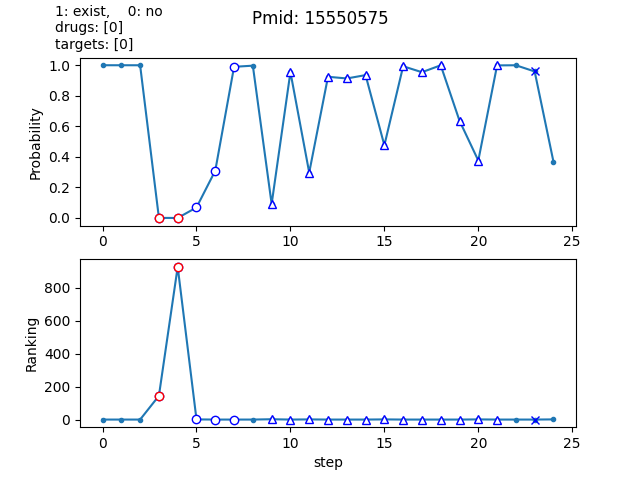 1: exist,    0: no
drugs: [0]
targets: [0]
Pmid: 15550575
Probability
1.0
0.8
0.6
0.4
0.2
0.0
0 5 10 15 20 25
Ranking
800
600
400
200
0
0 5 10 15 20 25
step